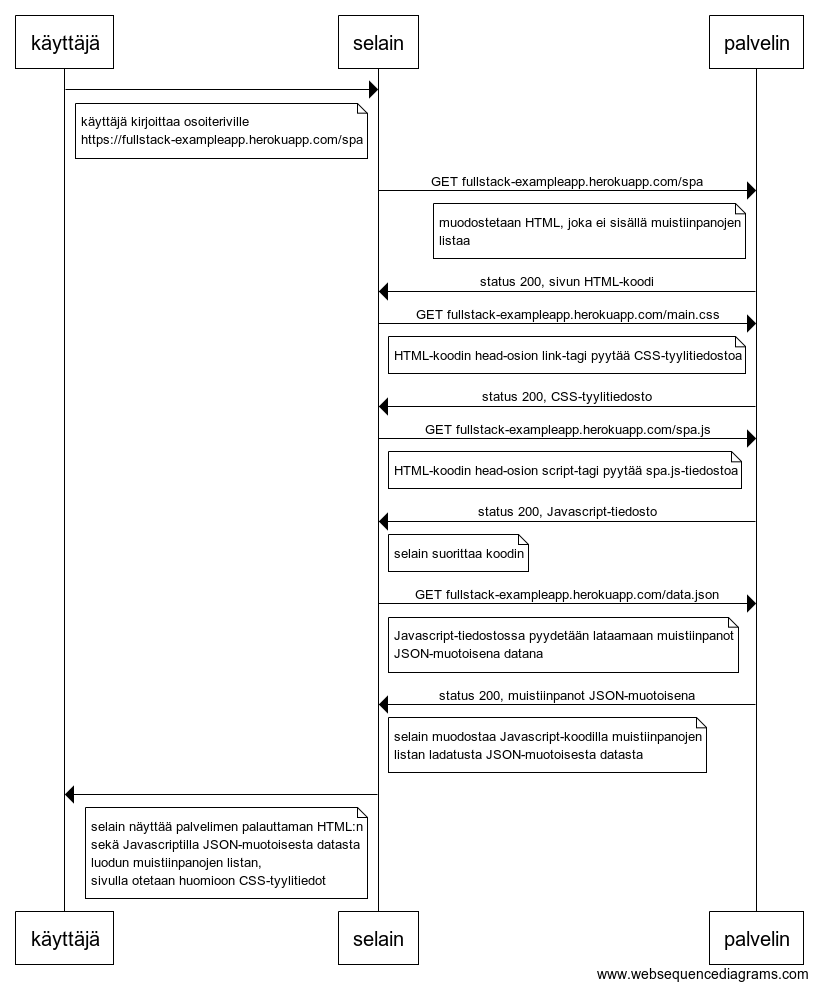 käyttäjä
selain
palvelin
käyttäjä kirjoittaa osoiteriville
https://fullstack-exampleapp.herokuapp.com/spa
GET fullstack-exampleapp.herokuapp.com/spa
muodostetaan HTML, joka ei sisällä muistiinpanojen
listaa
status 200, sivun HTML-koodi
GET fullstack-exampleapp.herokuapp.com/main.css
HTML-koodin head-osion link-tagi pyytää CSS-tyylitiedostoa
status 200, CSS-tyylitiedosto
GET fullstack-exampleapp.herokuapp.com/spa.js
HTML-koodin head-osion script-tagi pyytää spa.js-tiedostoa
status 200, Javascript-tiedosto
selain suorittaa koodin
GET fullstack-exampleapp.herokuapp.com/data.json
Javascript-tiedostossa pyydetään lataamaan muistiinpanot
JSON-muotoisena datana
status 200, muistiinpanot JSON-muotoisena
selain muodostaa Javascript-koodilla muistiinpanojen
listan ladatusta JSON-muotoisesta datasta
selain näyttää palvelimen palauttaman HTML:n
sekä Javascriptilla JSON-muotoisesta datasta
luodun muistiinpanojen listan,
sivulla otetaan huomioon CSS-tyylitiedot
käyttäjä
selain
palvelin
www.websequencediagrams.com